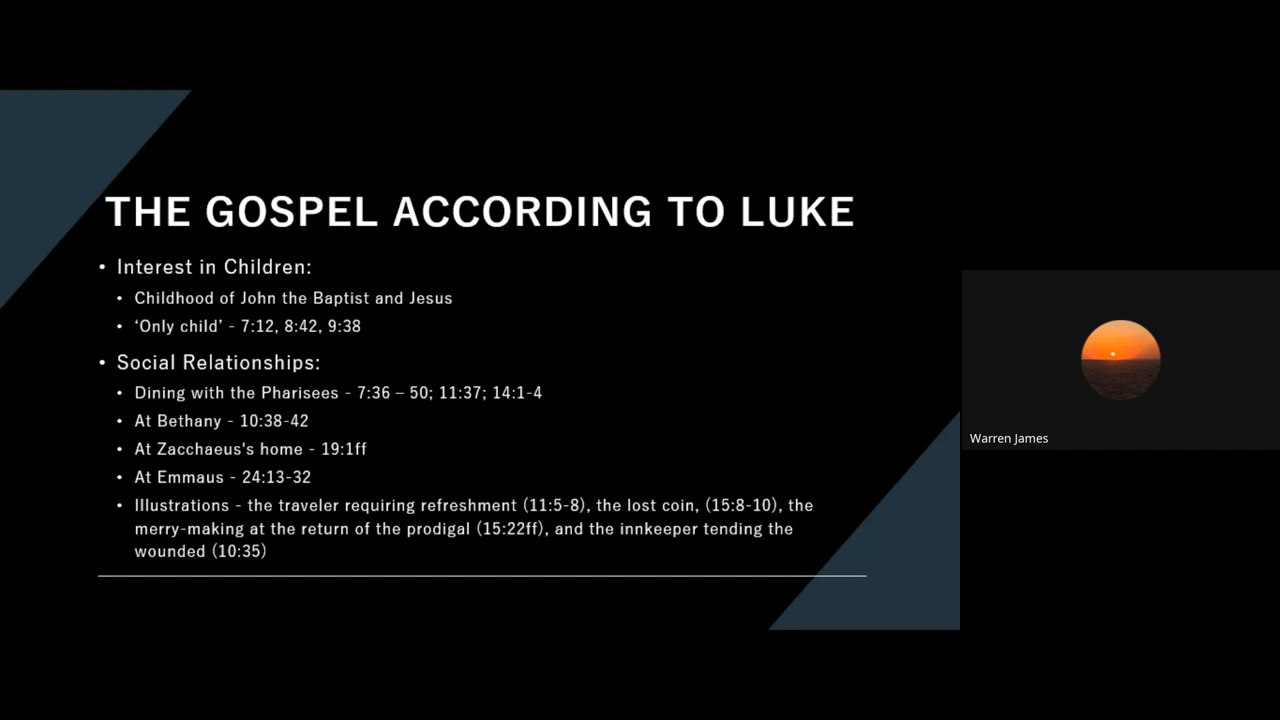 THE GOSPEL ACCORDING TO LUKE
• Interest in Children:
• Childhood of John the Baptist and Jesus
• ‘Only child’ - 7:12, 8:42, 9:38
• Social Relationships:
• Dining with the Pharisees - 7:36 – 50; 11:37; 14:1-4
• At Bethany - 10:38-42
• At Zacchaeus's home - 19:1ff
• At Emmaus - 24:13-32
• Illustrations - the traveler requiring refreshment (11:5-8), the lost coin, (15:8-10), the
merry-making at the return of the prodigal (15:22ff), and the innkeeper tending the
wounded (10:35)
Warren James